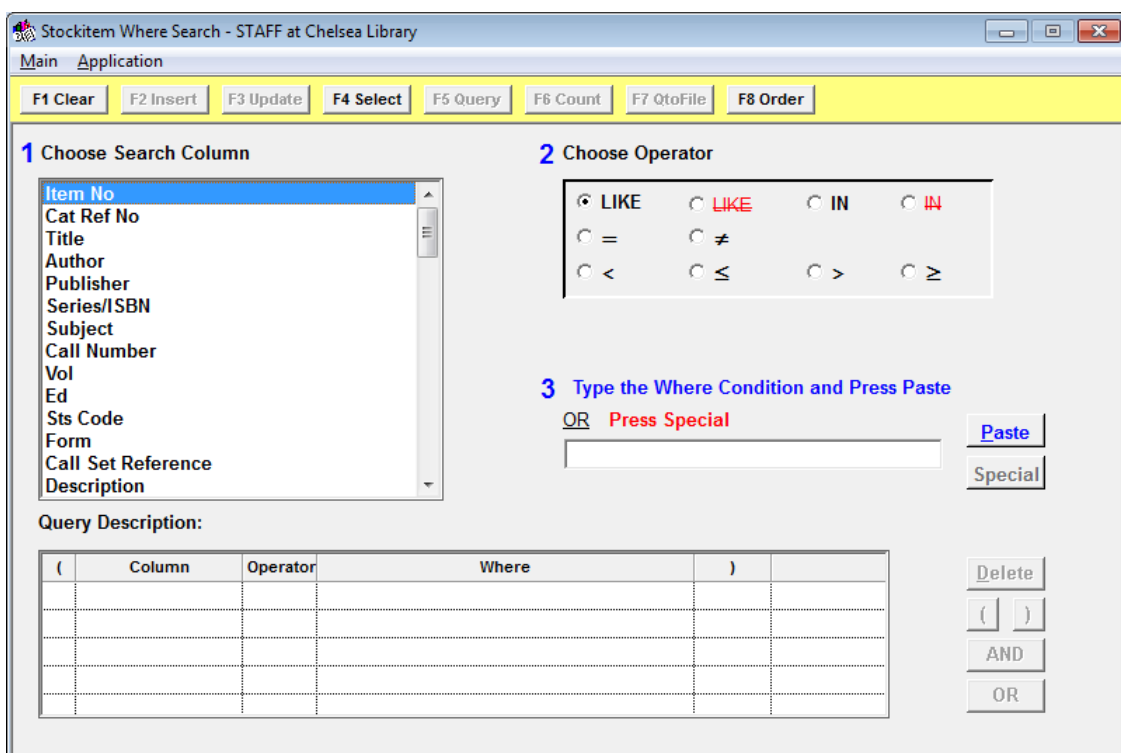 Stockitem Where Search - STAFF at Chelsea Library
Main Application
F1 Clear F2 Insert F3 Update F4 Select F5 Query F6 Count F7 QtoFile F8 Order
1 Choose Search Column
Item No
Cat Ref No
Title
Author
Publisher
Series/ISBN
Subject
Call Number
Vol
Ed
Sts Code
Form
Call Set Reference
Description
2 Choose Operator
LIKE LIKE IN IN
= ≠
< ≤ > ≥
3 Type the Where Condition and Press Paste
OR Press Special
Paste
Special
Query Description:
( Column Operator Where )
Delete
( )
AND
OR